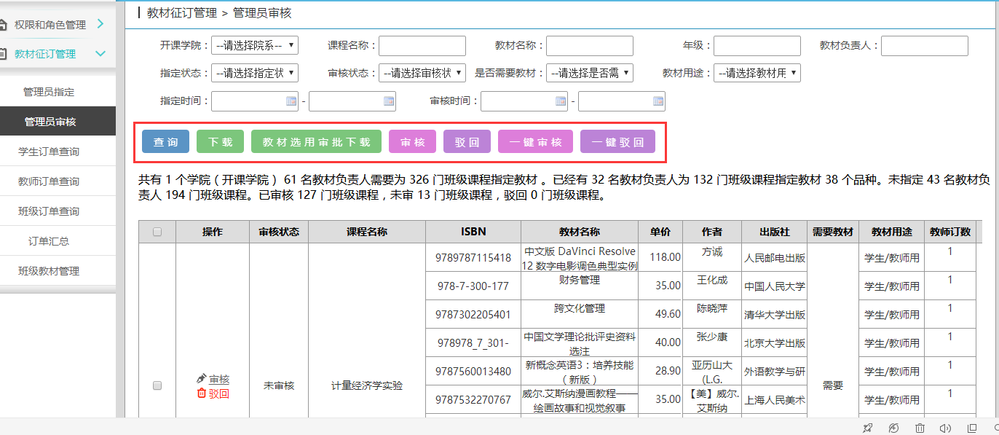 教材征订管理 > 管理员审核
权限和角色管理
教材征订管理
管理员指定
管理员审核
学生订单查询
教师订单查询
班级订单查询
订单汇总
班级教材管理
开课学院： --请选择院系-- 课程名称： 教材名称： 年级： 教材负责人：
指定状态： --请选择指定状 审核状态： --请选择审核状 是否需要教材： --请选择是否需 教材用途： --请选择教材用
指定时间： - 审核时间： -
查询 下载 教材选用审批下载 审核 驳回 一键审核 一键驳回
共有 1 个学院（开课学院） 61 名教材负责人需要为 326 门班级课程指定教材 。已经有 32 名教材负责人为 132 门班级课程指定教材 38 个品种。未指定 43 名教材负
责人 194 门班级课程。已审核 127 门班级课程，未审 13 门班级课程，驳回 0 门班级课程。
操作 审核状态 课程名称 ISBN 教材名称 单价 作者 出版社 需要教材 教材用途 教师订数
9789787115418 中文版 DaVinci Resolve 118.00 方诚 人民邮电出版 学生/教师用 1
12 数字电影调色典型实例
978-7-300-177 财务管理 35.00 王化成 中国人民大学 学生/教师用 1
9787302205401 跨文化管理 49.60 陈晓萍 清华大学出版 学生/教师用 1
978978_7_301- 中国文学理论批评史资料 40.00 张少康 北京大学出版 学生/教师用 1
选注
9787560013480 新概念英语3：培养技能 28.90 亚历山大 外语教学与研 学生/教师用 1
（新版） (L.G.
审核 未审核 计量经济学实验 需要
驳回
9787532270767 威尔.艾斯纳漫画教程—— 35.00 【美】威尔. 上海人民美术 学生/教师用 1
绘画故事和视觉叙事 艾斯纳